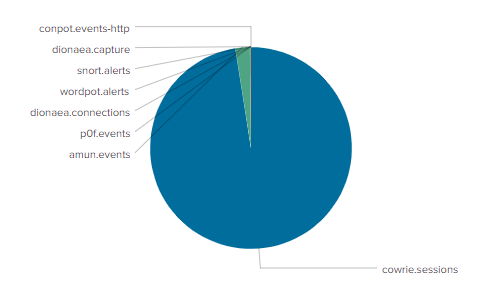 conpot.events-http
dionaea.capture
snort.alerts
wordpot.alerts
dionaea.connections
p0f.events
amun.events
cowrie.sessions